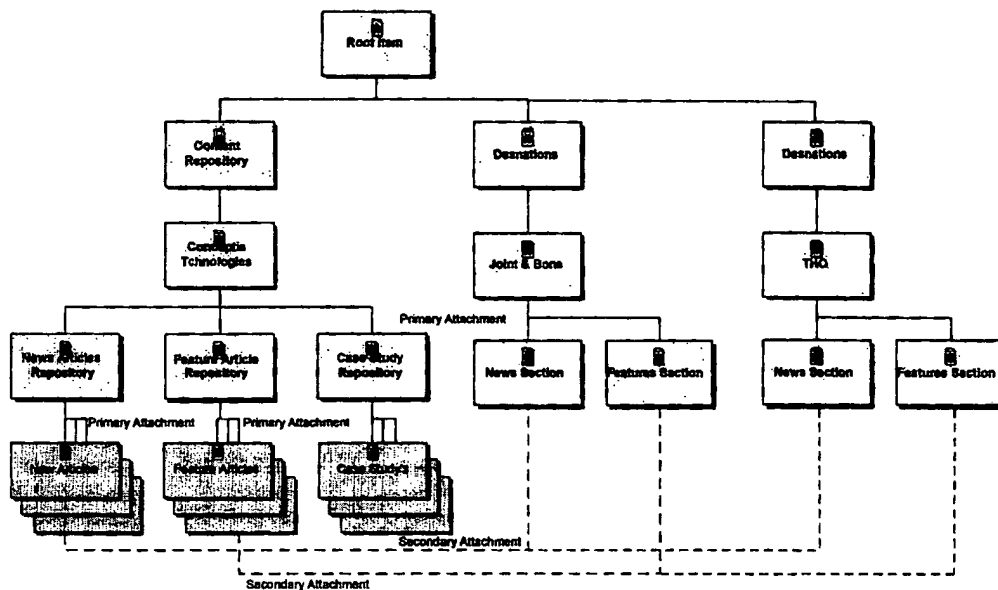 Root Item
Content
Repository
Desnations
Desnations
Conceptis
Tchnologies
Joint & Bone
THO
Primary Attachment
News Articles
Repository
Feature Article
Repository
Case Study
Repository
News Section
Features Section
News Section
Features Section
Primary Attachment
Primary Attachment
New Articles
Feature Articles
Case Studys
Secondary Attachment
Secondary Attachment